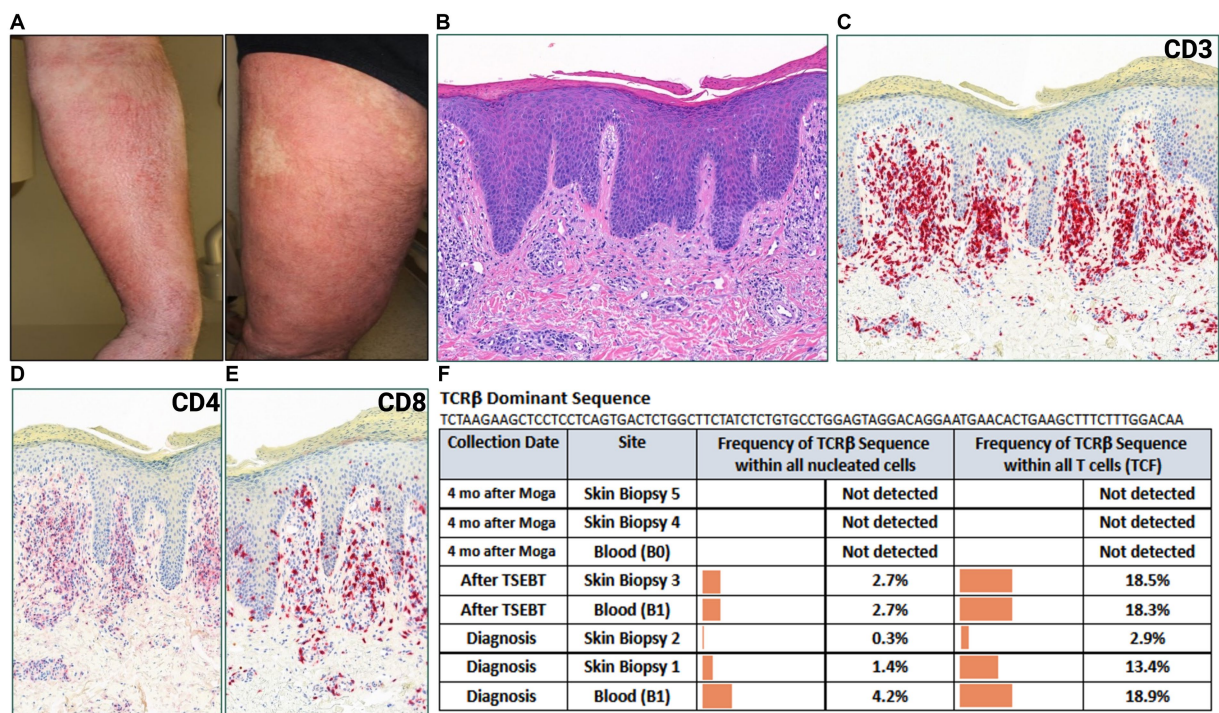 A
B
C
CD3
D
CD4
E
CD8
F
TCRβ Dominant Sequence
TCTAAGAAGCTCCTCCTCAGTGACTCTGGCTTCTATCTCTGTGCCTGGAGTAGGACAGGAATGAACACTGAAGCTTTCTTTGGACAA
Collection Date Site Frequency of TCRβ Sequence within all nucleated cells Frequency of TCRβ Sequence within all T cells (TCF)
4 mo after Moga Skin Biopsy 5 Not detected Not detected
4 mo after Moga Skin Biopsy 4 Not detected Not detected
4 mo after Moga Blood (B0) Not detected Not detected
After TSEBT Skin Biopsy 3 2.7% 18.5%
After TSEBT Blood (B1) 2.7% 18.3%
Diagnosis Skin Biopsy 2 0.3% 2.9%
Diagnosis Skin Biopsy 1 1.4% 13.4%
Diagnosis Blood (B1) 4.2% 18.9%